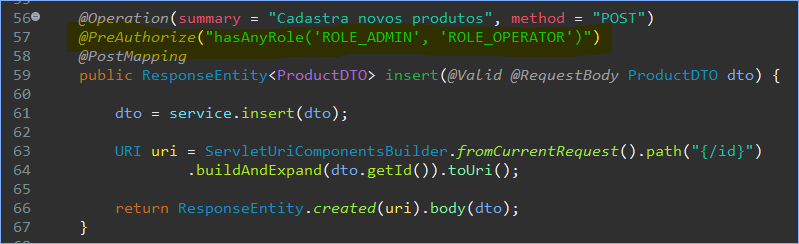 56 @Operation(summary = "Cadastra novos produtos", method = "POST")
57 @PreAuthorize("hasAnyRole('ROLE_ADMIN', 'ROLE_OPERATOR')")
58 @PostMapping
59 public ResponseEntity<ProductDTO> insert(@Valid @RequestBody ProductDTO dto) {
60
61 dto = service.insert(dto);
62
63 URI uri = ServletUriComponentsBuilder.fromCurrentRequest().path("{/id}")
64 .buildAndExpand(dto.getId()).toUri();
65
66 return ResponseEntity.created(uri).body(dto);
67 }